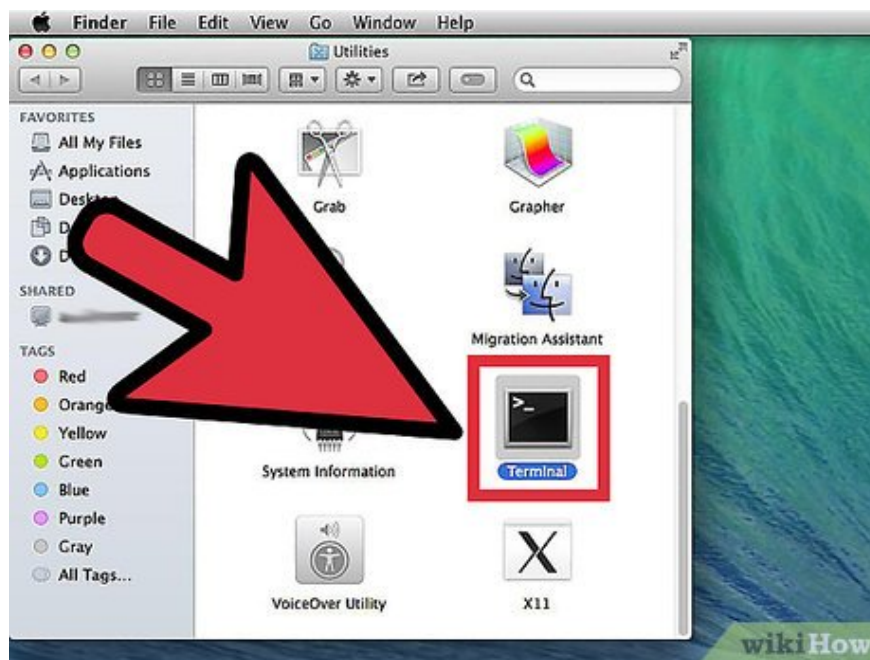 Finder File Edit View Go Window Help
Utilities
FAVORITES
All My Files
Applications
SHARED
TAGS
Red
Yellow
Green
Blue
Purple
Gray
All Tags...
Grab
Grapher
Migration Assistant
System Information
>_
Terminal
VoiceOver Utility
X
X11
wikiHow